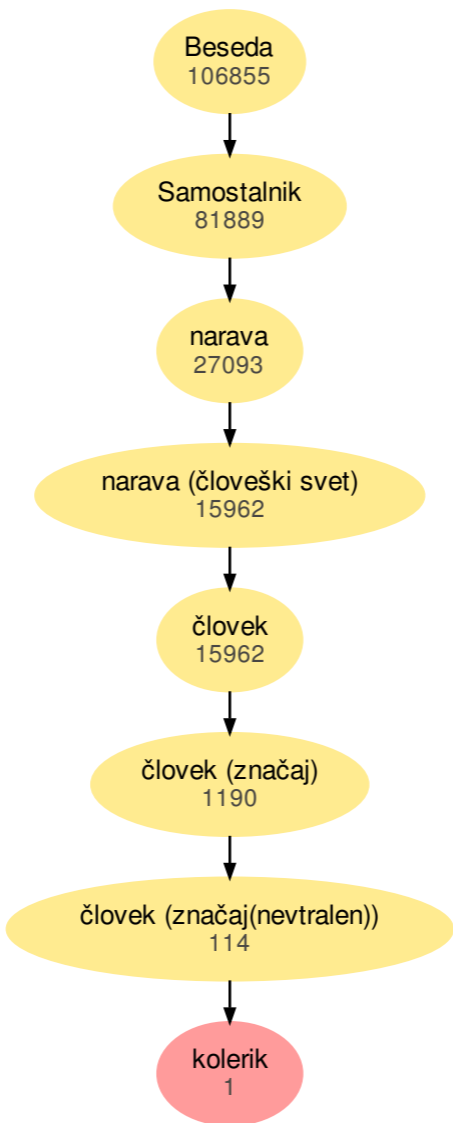 Beseda
106855
Samostalnik
81889
narava
27093
narava (človeški svet)
15962
človek
15962
človek (značaj)
1190
človek (značaj(nevtralen))
114
kolerik
1